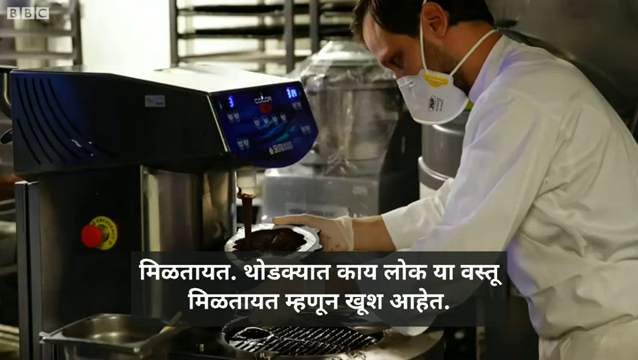 BBC
मिळतायत. थोडक्यात काय लोक या वस्तू
मिळतायत म्हणून खूश आहेत.